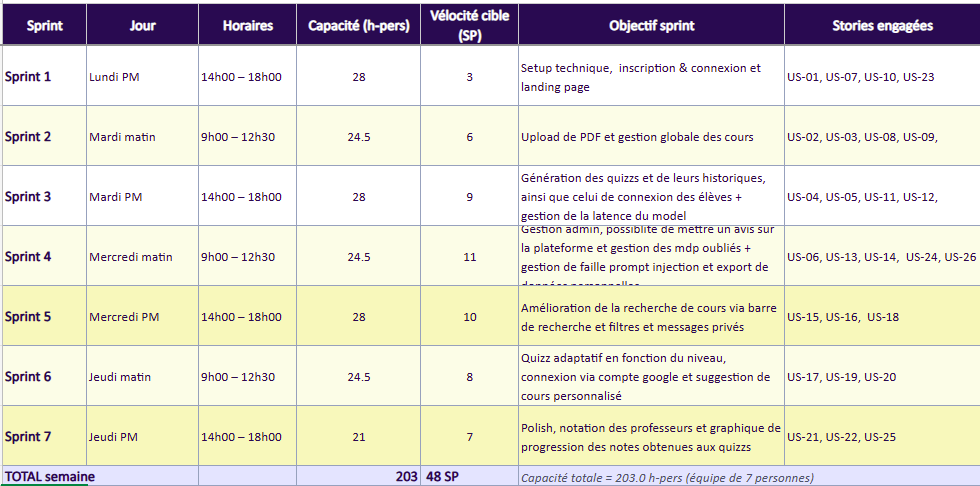 Sprint Jour Horaires Capacité (h-pers) Vélocité cible (SP) Objectif sprint Stories engagées
Sprint 1 Lundi PM 14h00 – 18h00 28 3 Setup technique, inscription & connexion et
landing page US-01, US-07, US-10, US-23
Sprint 2 Mardi matin 9h00 – 12h30 24.5 6 Upload de PDF et gestion globale des cours US-02, US-03, US-08, US-09,
Sprint 3 Mardi PM 14h00 – 18h00 28 9 Génération des quizzs et de leurs historiques,
ainsi que celui de connexion des élèves +
gestion de la latence du model US-04, US-05, US-11, US-12,
Sprint 4 Mercredi matin 9h00 – 12h30 24.5 11 Gestion admin, possiblité de mettre un avis sur
la plateforme et gestion des mdp oubliés +
gestion de faille prompt injection et export de
données personnelles US-06, US-13, US-14, US-24, US-26
Sprint 5 Mercredi PM 14h00 – 18h00 28 10 Amélioration de la recherche de cours via barre
de recherche et filtres et messages privés US-15, US-16, US-18
Sprint 6 Jeudi matin 9h00 – 12h30 24.5 8 Quizz adaptatif en fonction du niveau,
connexion via compte google et suggestion de
cours personnalisé US-17, US-19, US-20
Sprint 7 Jeudi PM 14h00 – 18h00 21 7 Polish, notation des professeurs et graphique de
progression des notes obtenues aux quizzs US-21, US-22, US-25
TOTAL semaine 203 48 SP Capacité totale = 203.0 h-pers (équipe de 7 personnes)